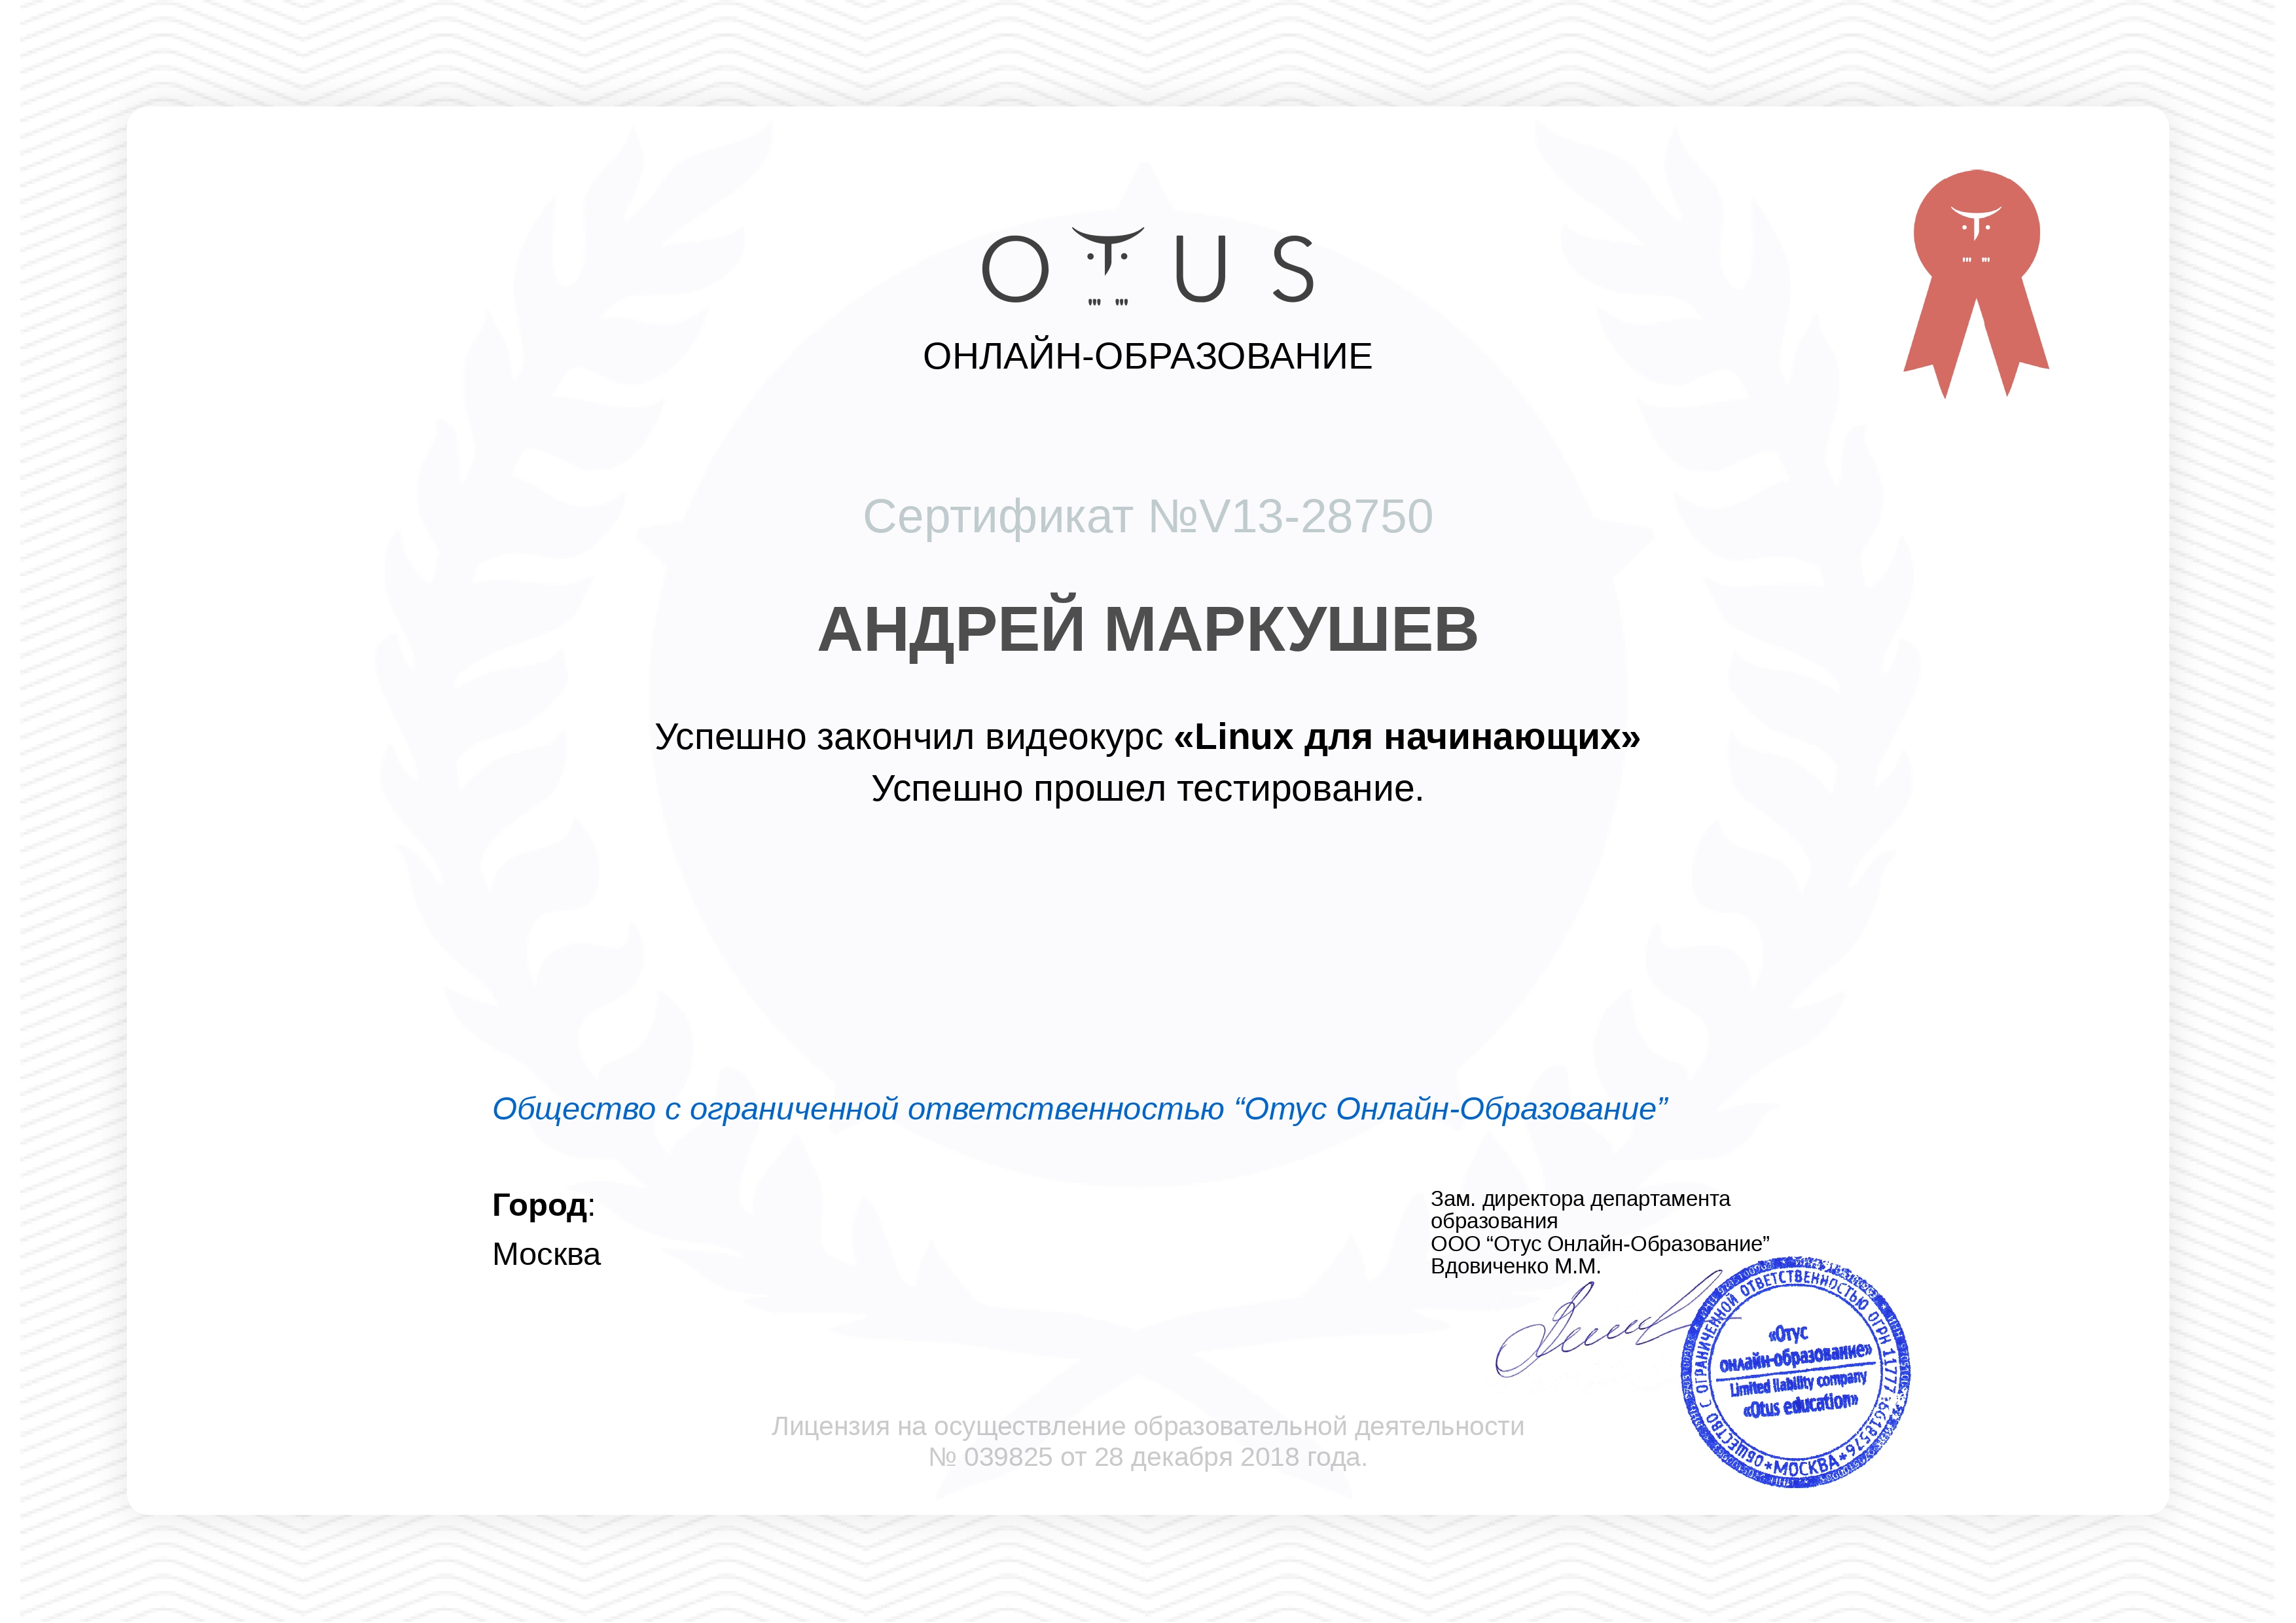 OTUS
ОНЛАЙН-ОБРАЗОВАНИЕ
Сертификат №V13-28750
АНДРЕЙ МАРКУШЕВ
Успешно закончил видеокурс «Linux для начинающих»
Успешно прошел тестирование.
Общество с ограниченной ответственностью “Отус Онлайн-Образование”
Город:
Москва
Зам. директора департамента
образования
ООО “Отус Онлайн-Образование”
Вдовиченко М.М.
ОБЩЕСТВО С ОГРАНИЧЕННОЙ ОТВЕТСТВЕННОСТЬЮ ОГРН
*МОСКВА*
«Отус
онлайн-образование»
Limited liability company
«Otus education»
Лицензия на осуществление образовательной деятельности
№ 039825 от 28 декабря 2018 года.